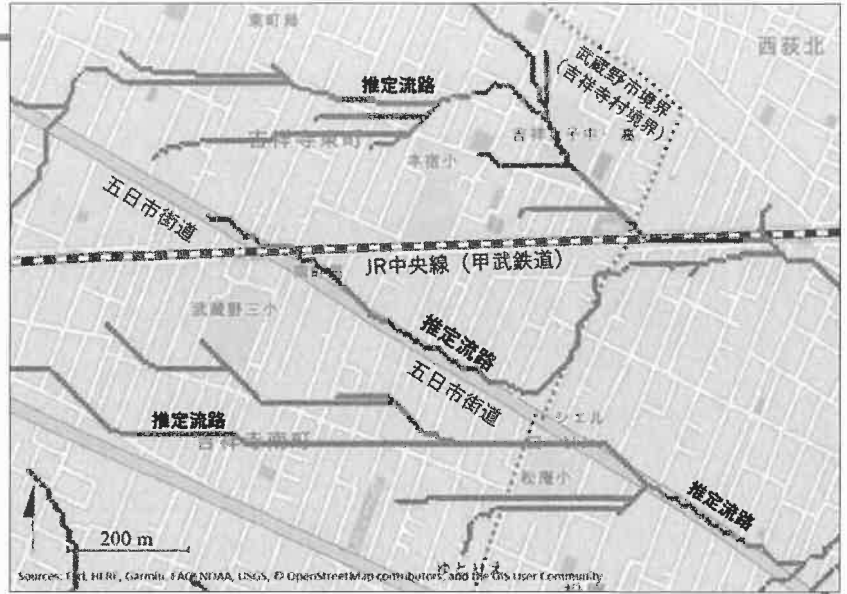 東町緑
西荻北
武蔵野市境界
(吉祥寺村境界)
推定流路
吉祥寺東町
本宿小
五日市街道
JR中央線（甲武鉄道）
武蔵野三小
推定流路
五日市街道
推定流路
吉祥寺南町
松庵小
推定流路
200 m
Sources: Esri, HERE, Garmin, FAO, NOAA, USGS, © OpenStreetMap contributors, and the GIS User Community